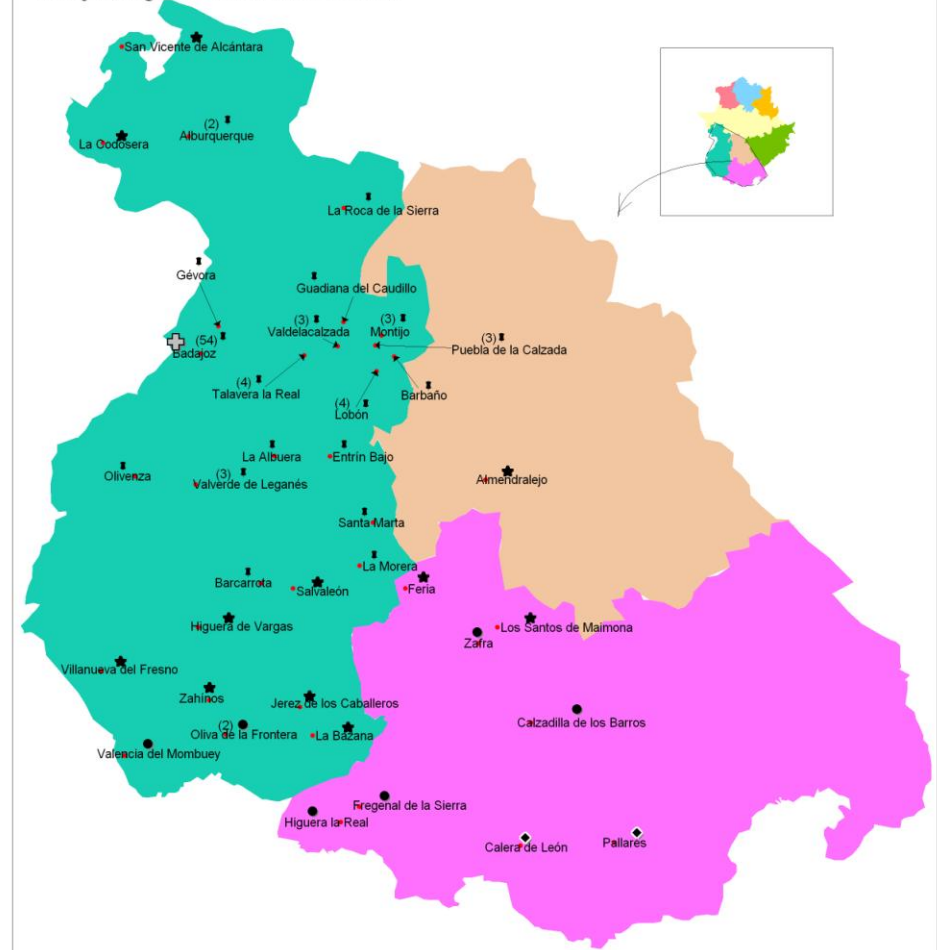 San Vicente de Alcántara
(2)
Alburquerque
La Codosera
La Roca de la Sierra
Gévora
Guadiana del Caudillo
(3)
Valdelacalzada
(3)
Montijo
(3)
Puebla de la Calzada
(54)
Badajoz
(4)
Talavera la Real
Barbaño
(4)
Lobón
La Albuera
Entrín Bajo
Olivenza
(3)
Valverde de Leganés
Almendralejo
Santa Marta
La Morera
Barcarrota
Salvaleón
Feria
Higuera de Vargas
Los Santos de Maimona
Zafra
Villanueva del Fresno
Zahínos
Jerez de los Caballeros
Calzadilla de los Barros
(2)
Oliva de la Frontera
La Bazana
Valencia del Mombuey
Fregenal de la Sierra
Higuera la Real
Calera de León
Pallares